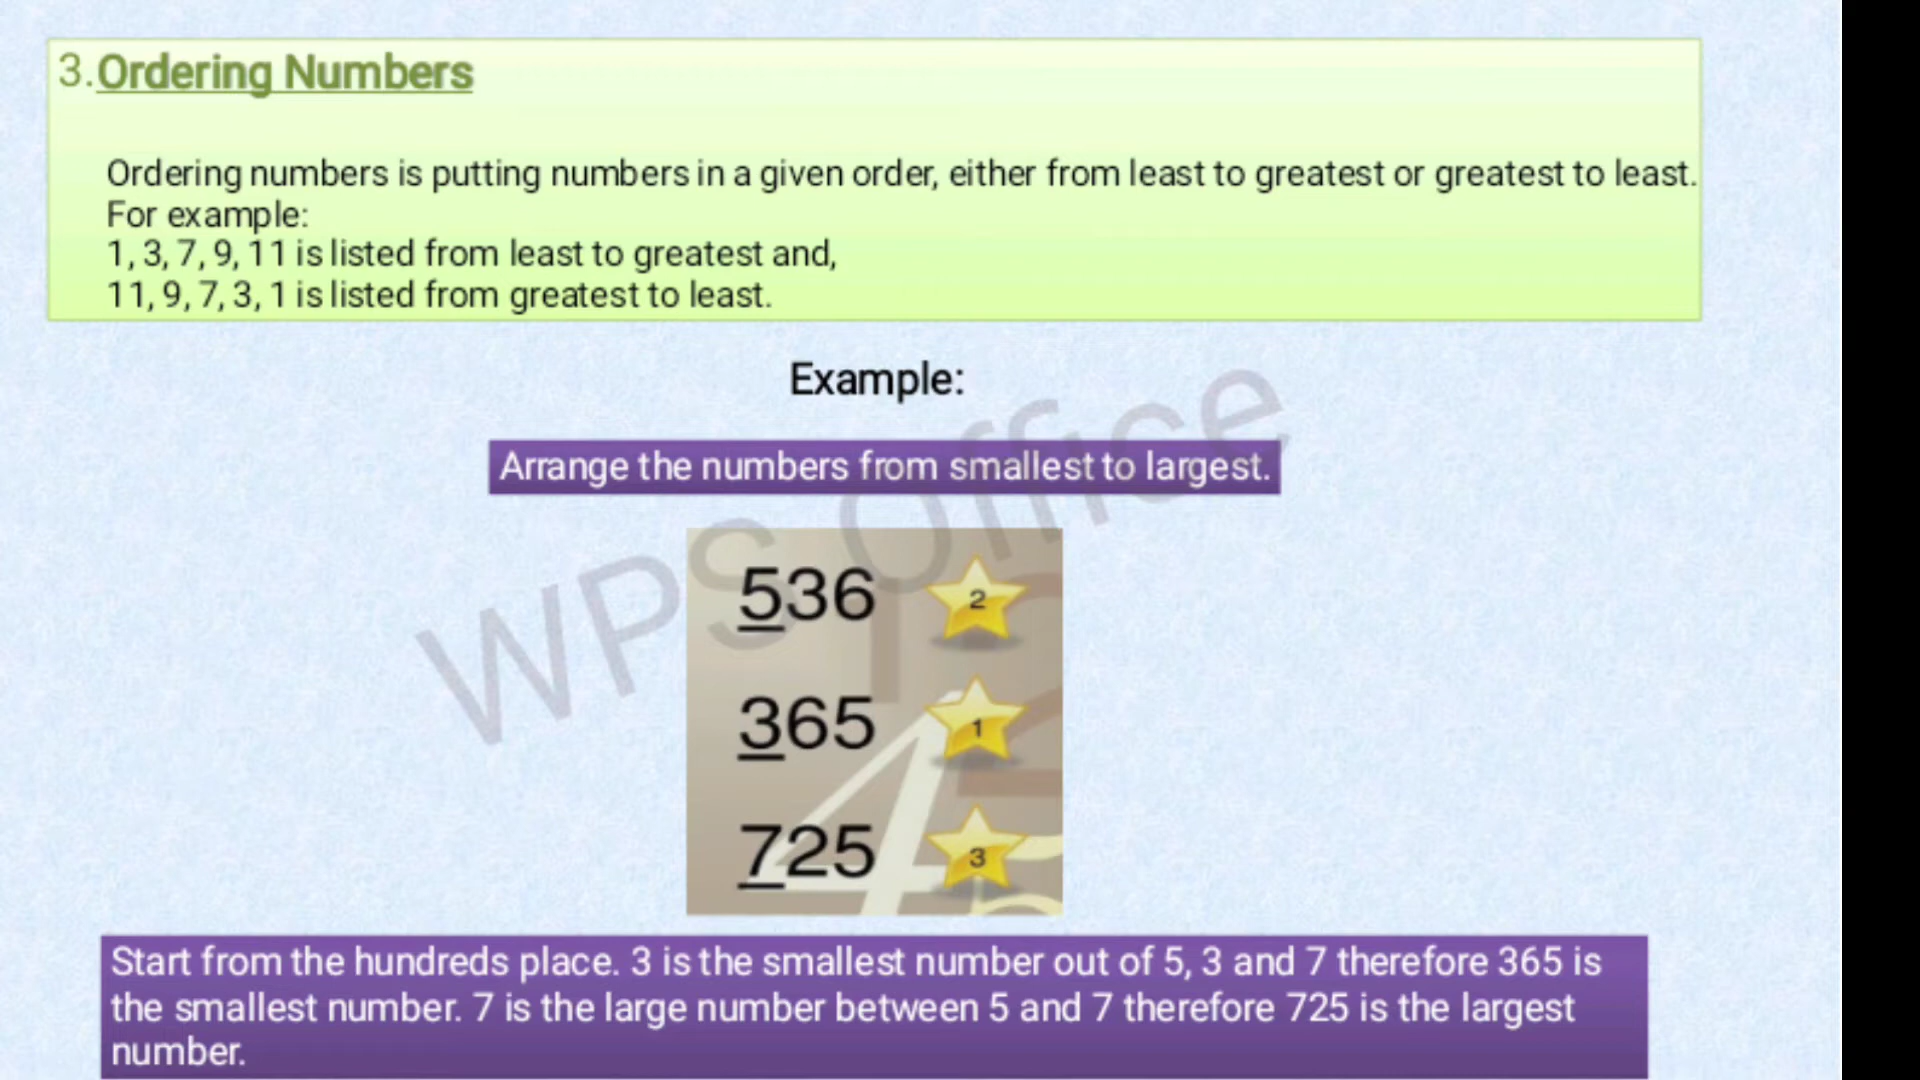 3.Ordering Numbers
Ordering numbers is putting numbers in a given order, either from least to greatest or greatest to least.
For example:
1, 3, 7, 9, 11 is listed from least to greatest and,
11, 9, 7, 3, 1 is listed from greatest to least.
Example:
Arrange the numbers from smallest to largest.
WPS Office
536 2
365 1
725 3
Start from the hundreds place. 3 is the smallest number out of 5, 3 and 7 therefore 365 is
the smallest number. 7 is the large number between 5 and 7 therefore 725 is the largest
number.